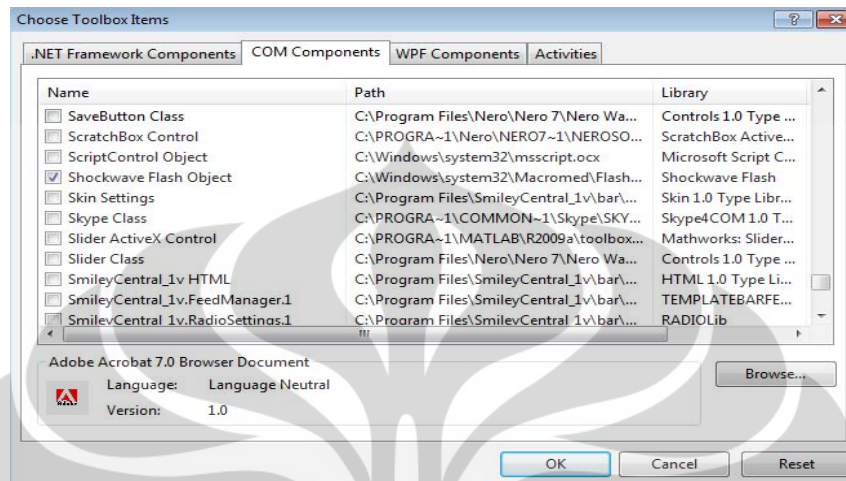 Choose Toolbox Items
.NET Framework Components COM Components WPF Components Activities
Name Path Library
SaveButton Class C:\Program Files\Nero\Nero 7\Nero Wa... Controls 1.0 Type ...
ScratchBox Control C:\PROGRA~1\Nero\NERO7~1\NEROSO... ScratchBox Active...
ScriptControl Object C:\Windows\system32\msscript.ocx Microsoft Script C...
Shockwave Flash Object C:\Windows\system32\Macromed\Flash... Shockwave Flash
Skin Settings C:\Program Files\SmileyCentral_1v\bar\... Skin 1.0 Type Libr...
Skype Class C:\PROGRA~1\COMMON~1\Skype\SKY... Skype4COM 1.0 T...
Slider ActiveX Control C:\PROGRA~1\MATLAB\R2009a\toolbox... Mathworks: Slider...
Slider Class C:\Program Files\Nero\Nero 7\Nero Wa... Controls 1.0 Type ...
SmileyCentral_1v HTML C:\Program Files\SmileyCentral_1v\bar\... HTML 1.0 Type Li...
SmileyCentral_1v.FeedManager.1 C:\Program Files\SmileyCentral_1v\bar\... TEMPLATEBARFE...
SmileyCentral_1v.RadioSettings.1 C:\Program Files\SmileyCentral_1v\bar\... RADIOLib
Adobe Acrobat 7.0 Browser Document
Browse...
Language: Language Neutral
Version: 1.0
OK Cancel Reset